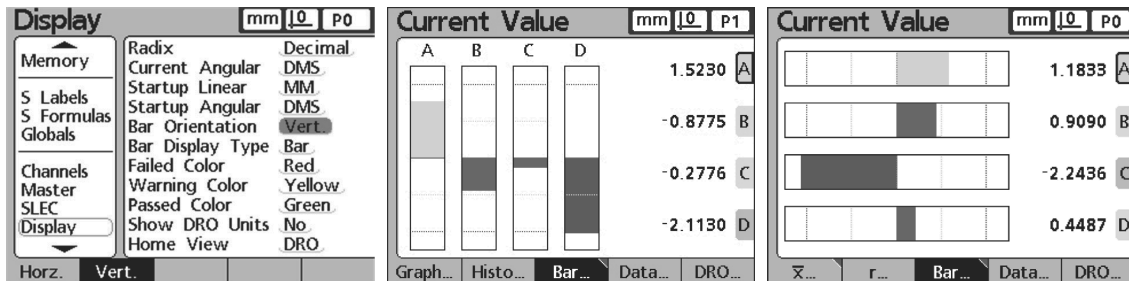 Display mm |0 P0
Memory
S Labels
S Formulas
Globals
Channels
Master
SLEC
Display
Radix Decimal
Current Angular DMS
Startup Linear MM
Startup Angular DMS
Bar Orientation Vert.
Bar Display Type Bar
Failed Color Red
Warning Color Yellow
Passed Color Green
Show DRO Units No
Home View DRO
Horz. Vert.
Current Value mm |0 P1
A B C D
1.5230 A
-0.8775 B
-0.2776 C
-2.1130 D
Graph... Histo... Bar... Data... DRO...
Current Value mm |0 P0
1.1833 A
0.9090 B
-2.2436 C
0.4487 D
x̅... r... Bar... Data... DRO...